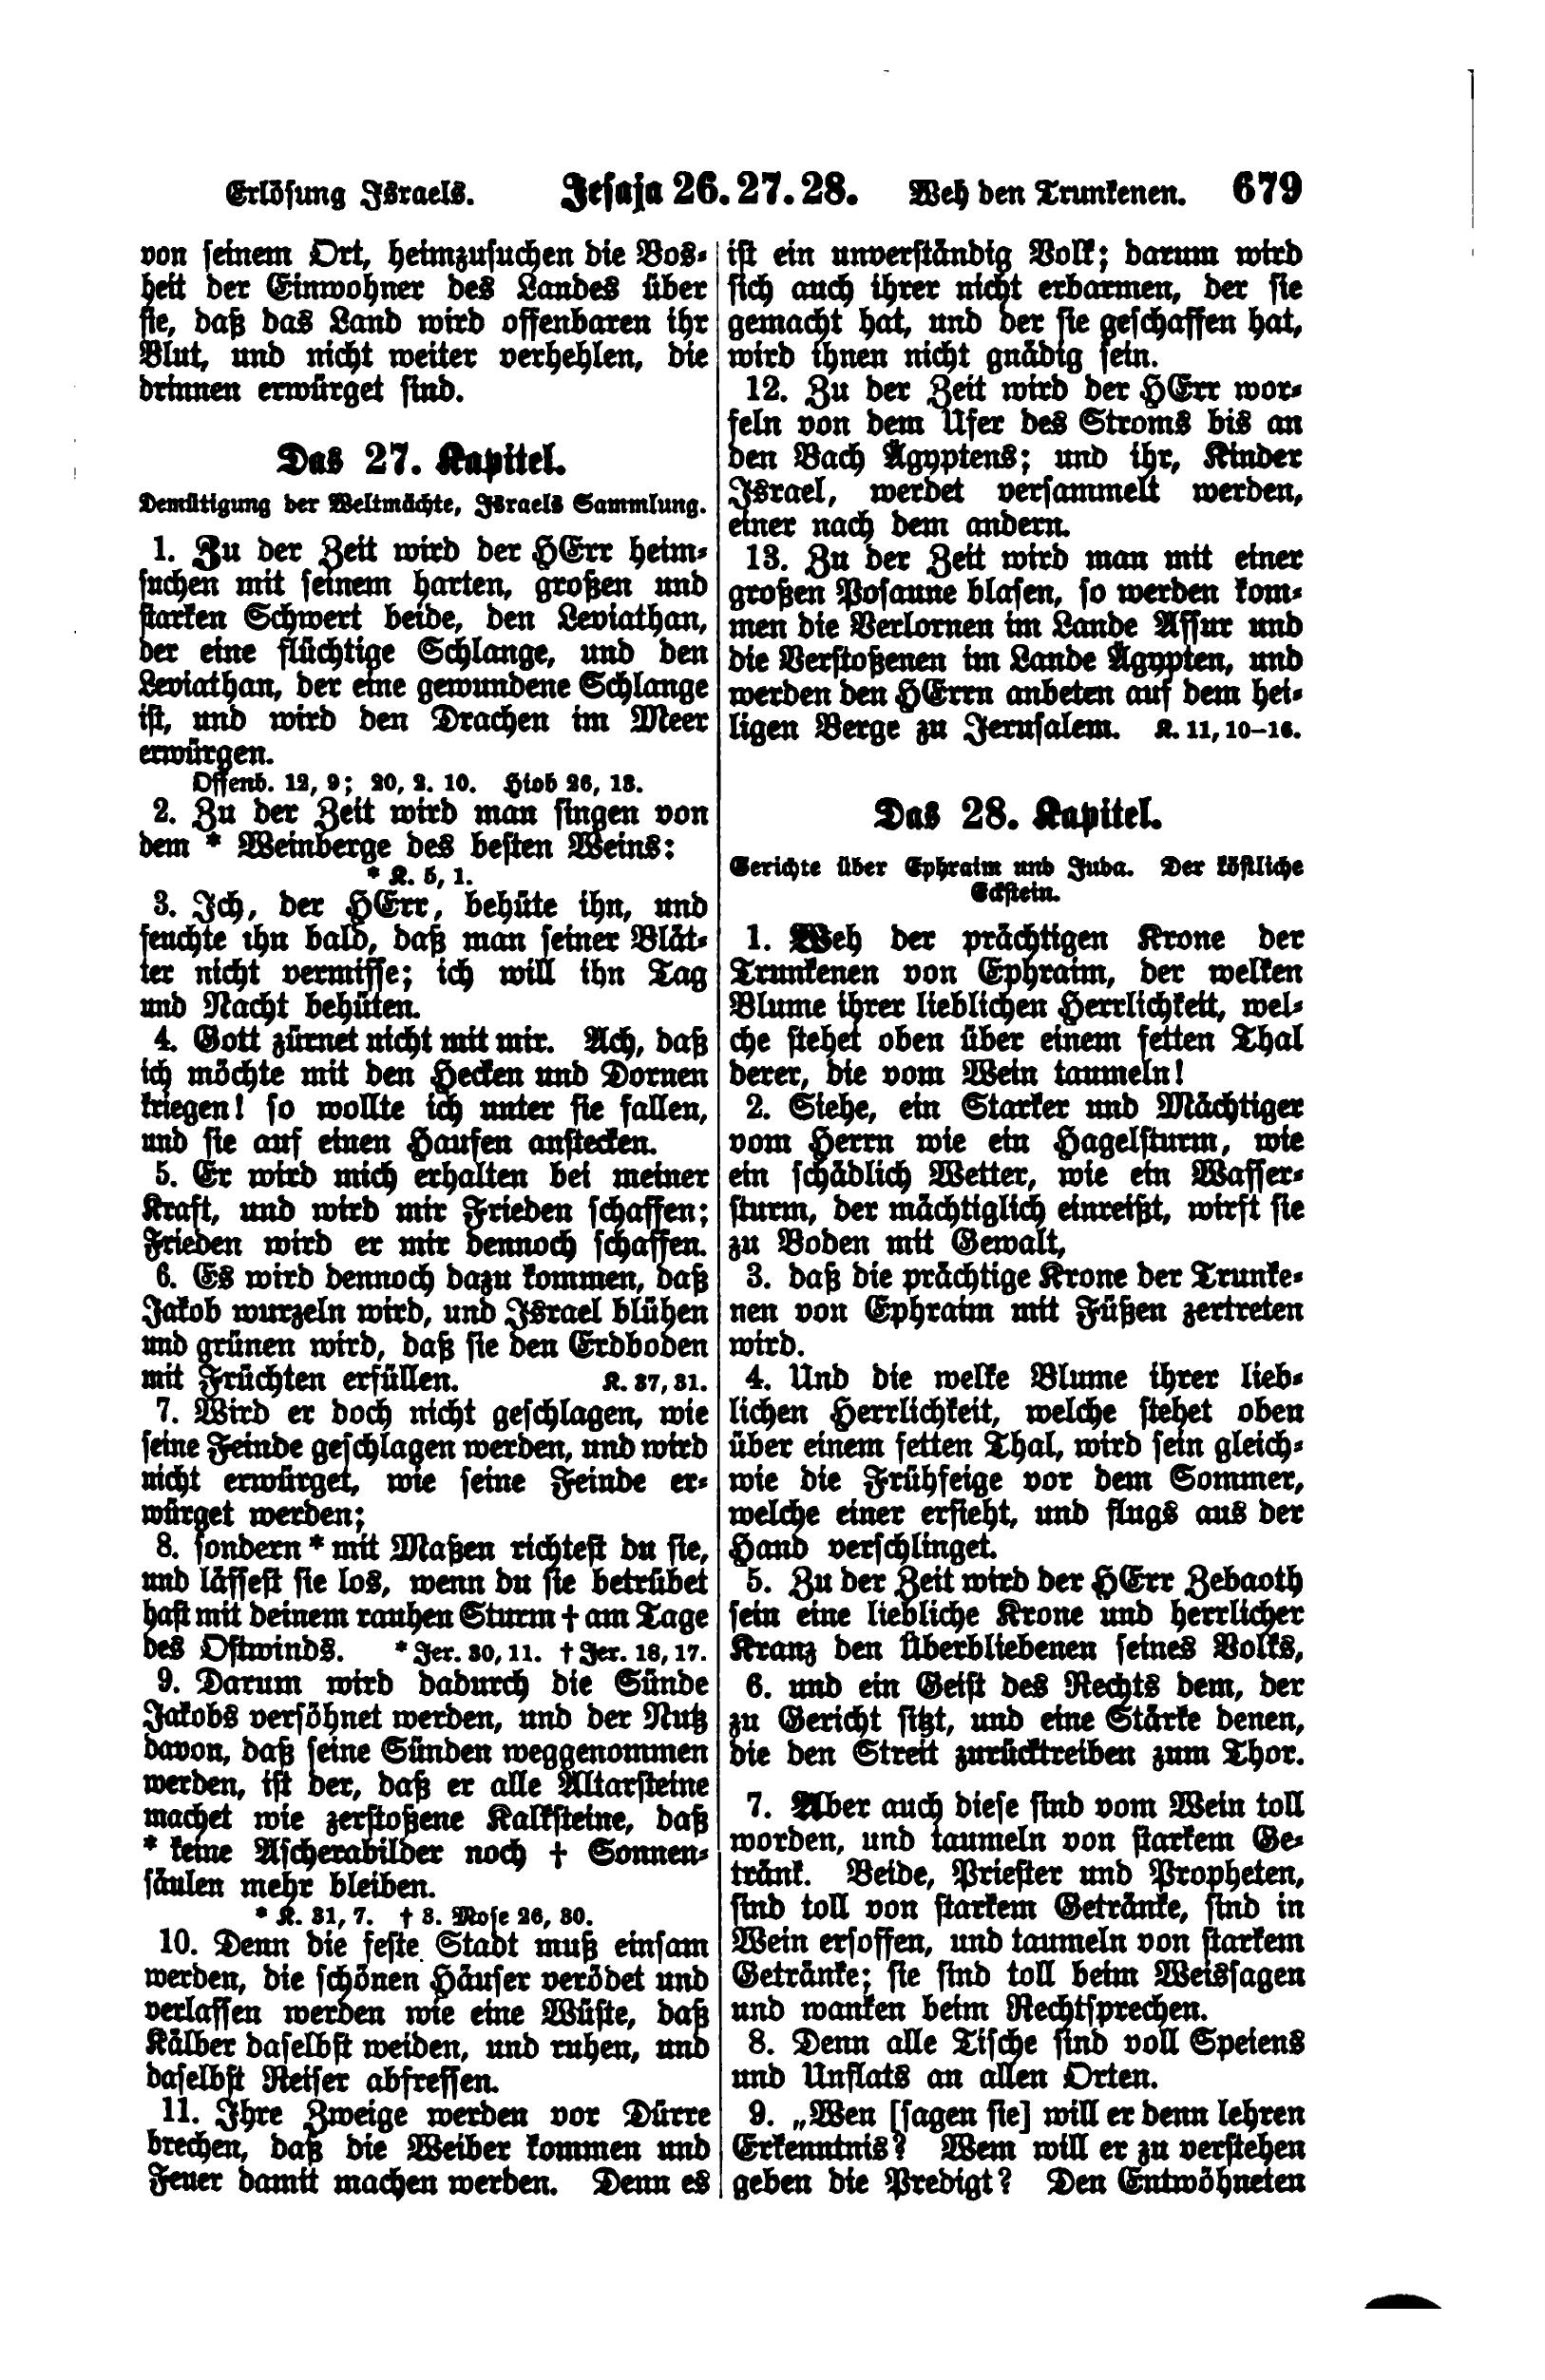 Erlösung Israels. Jesaja 26. 27. 28. Weh den Trunkenen. 679
von seinem Ort, heimzusuchen die Bos-
heit der Einwohner des Landes über
sie, daß das Land wird offenbaren ihr
Blut, und nicht weiter verhehlen, die
drinnen erwürget sind.
Das 27. Kapitel.
Demütigung der Weltmächte, Israels Sammlung.
1. Zu der Zeit wird der HErr heim-
suchen mit seinem harten, großen und
starken Schwert beide, den Leviathan,
der eine flüchtige Schlange, und den
Leviathan, der eine gewundene Schlange
ist, und wird den Drachen im Meer
erwürgen.
Offenb. 12, 9; 20, 2. 10. Hiob 26, 13.
2. Zu der Zeit wird man singen von
dem * Weinberge des besten Weins:
* K. 5, 1.
3. Ich, der HErr, behüte ihn, und
feuchte ihn bald, daß man seiner Blät-
ter nicht vermisse; ich will ihn Tag
und Nacht behüten.
4. Gott zürnet nicht mit mir. Ach, daß
ich möchte mit den Hecken und Dornen
kriegen! so wollte ich unter sie fallen,
und sie auf einen Haufen anstecken.
5. Er wird mich erhalten bei meiner
Kraft, und wird mir Frieden schaffen;
Frieden wird er mir dennoch schaffen.
6. Es wird dennoch dazu kommen, daß
Jakob wurzeln wird, und Israel blühen
und grünen wird, daß sie den Erdboden
mit Früchten erfüllen. K. 37, 31.
7. Wird er doch nicht geschlagen, wie
seine Feinde geschlagen werden, und wird
nicht erwürget, wie seine Feinde er-
würget werden;
8. sondern * mit Maßen richtest du sie,
und lässest sie los, wenn du sie betrübet
hast mit deinem rauhen Sturm † am Tage
des Ostwinds. * Jer. 30, 11. † Jer. 18, 17.
9. Darum wird dadurch die Sünde
Jakobs versöhnet werden, und der Nutz
davon, daß seine Sünden weggenommen
werden, ist der, daß er alle Altarsteine
machet wie zerstoßene Kalksteine, daß
* keine Ascherabilder noch † Sonnen-
säulen mehr bleiben.
* K. 31, 7. † 3. Mose 26, 30.
10. Denn die feste Stadt muß einsam
werden, die schönen Häuser verödet und
verlassen werden wie eine Wüste, daß
Kälber daselbst weiden, und ruhen, und
daselbst Reiser abfressen.
11. Ihre Zweige werden vor Dürre
brechen, daß die Weiber kommen und
Feuer damit machen werden. Denn es
ist ein unverständig Volk; darum wird
sich auch ihrer nicht erbarmen, der sie
gemacht hat, und der sie geschaffen hat,
wird ihnen nicht gnädig sein.
12. Zu der Zeit wird der HErr wor-
feln von dem Ufer des Stroms bis an
den Bach Ägyptens; und ihr, Kinder
Israel, werdet versammelt werden,
einer nach dem andern.
13. Zu der Zeit wird man mit einer
großen Posaune blasen, so werden kom-
men die Verlornen im Lande Assur und
die Verstoßenen im Lande Ägypten, und
werden den HErrn anbeten auf dem hei-
ligen Berge zu Jerusalem. K. 11, 10–16.
Das 28. Kapitel.
Gerichte über Ephraim und Juda. Der köstliche
Eckstein.
1. Weh der prächtigen Krone der
Trunkenen von Ephraim, der welken
Blume ihrer lieblichen Herrlichkeit, wel-
che stehet oben über einem fetten Thal
derer, die vom Wein taumeln!
2. Siehe, ein Starker und Mächtiger
vom Herrn wie ein Hagelsturm, wie
ein schädlich Wetter, wie ein Wasser-
sturm, der mächtiglich einreißt, wirft sie
zu Boden mit Gewalt,
3. daß die prächtige Krone der Trunke-
nen von Ephraim mit Füßen zertreten
wird.
4. Und die welke Blume ihrer lieb-
lichen Herrlichkeit, welche stehet oben
über einem fetten Thal, wird sein gleich-
wie die Frühfeige vor dem Sommer,
welche einer ersieht, und flugs aus der
Hand verschlinget.
5. Zu der Zeit wird der HErr Zebaoth
sein eine liebliche Krone und herrlicher
Kranz den Überbliebenen seines Volks,
6. und ein Geist des Rechts dem, der
zu Gericht sitzt, und eine Stärke denen,
die den Streit zurücktreiben zum Thor.
7. Aber auch diese sind vom Wein toll
worden, und taumeln von starkem Ge-
tränk. Beide, Priester und Propheten,
sind toll von starkem Getränke, sind in
Wein ersoffen, und taumeln von starkem
Getränke; sie sind toll beim Weissagen
und wanken beim Rechtsprechen.
8. Denn alle Tische sind voll Speiens
und Unflats an allen Orten.
9. „Wen [sagen sie] will er denn lehren
Erkenntnis? Wem will er zu verstehen
geben die Predigt? Den Entwöhneten